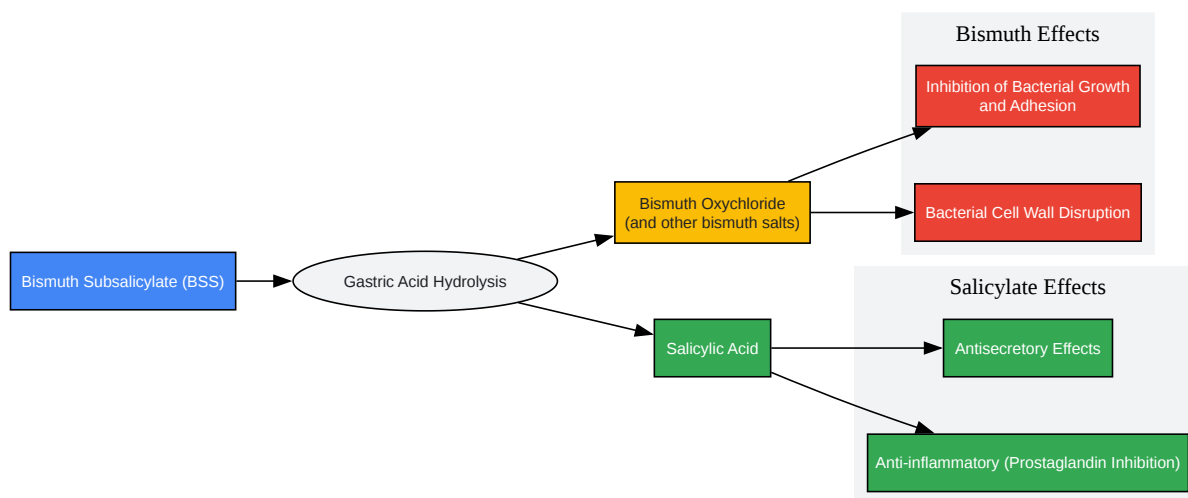 Bismuth Subsalicylate (BSS)
Gastric Acid Hydrolysis
Bismuth Oxychloride
(and other bismuth salts)
Salicylic Acid
Bismuth Effects
Inhibition of Bacterial Growth
and Adhesion
Bacterial Cell Wall Disruption
Salicylate Effects
Antisecretory Effects
Anti-inflammatory (Prostaglandin Inhibition)